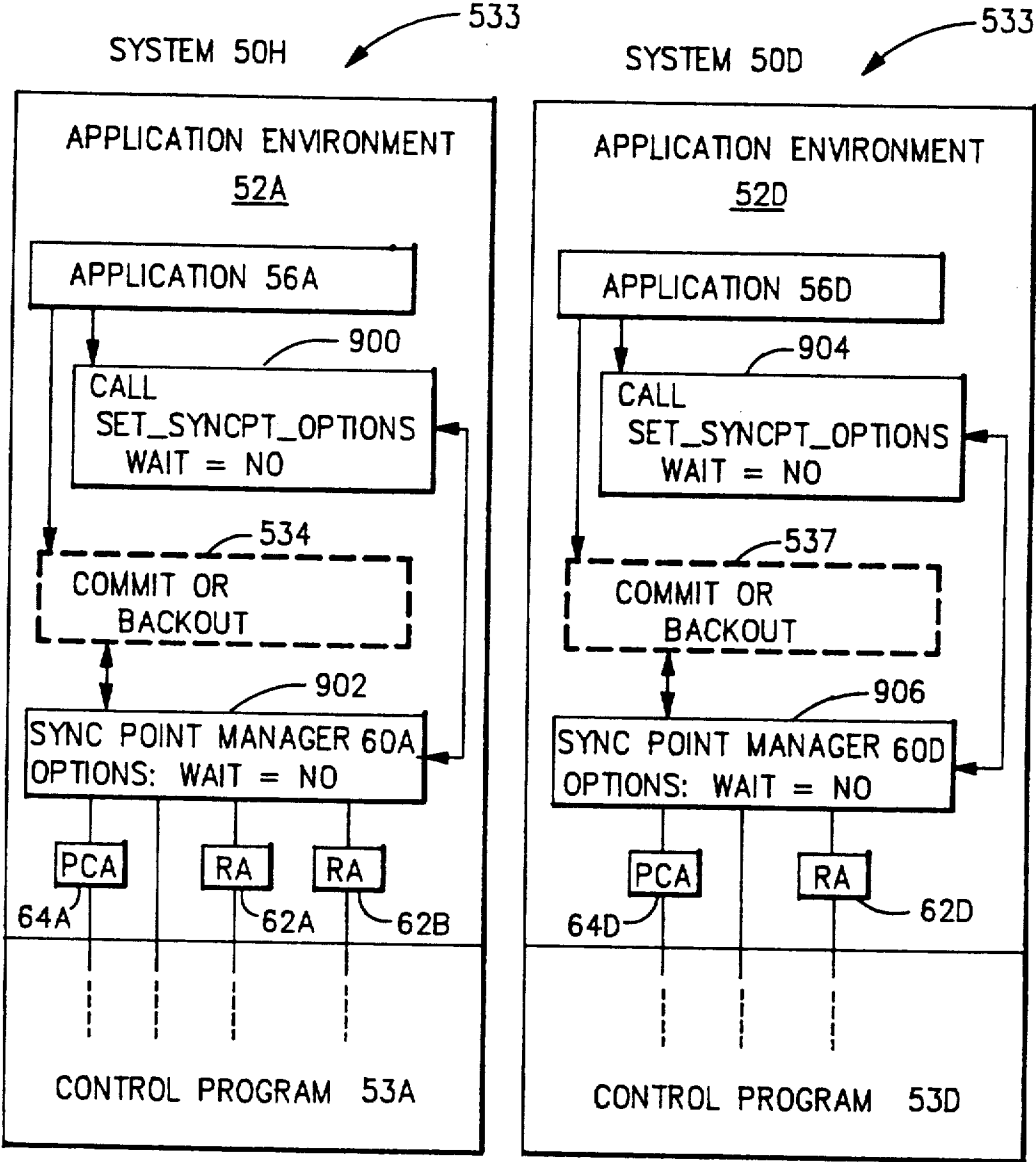 533
SYSTEM 50H
APPLICATION ENVIRONMENT
52A
APPLICATION 56A
900
CALL
SET_SYNCPT_OPTIONS
WAIT = NO
534
COMMIT OR
BACKOUT
902
SYNC POINT MANAGER 60A
OPTIONS: WAIT = NO
PCA
RA
RA
64A
62A
62B
CONTROL PROGRAM 53A
533
SYSTEM 50D
APPLICATION ENVIRONMENT
52D
APPLICATION 56D
904
CALL
SET_SYNCPT_OPTIONS
WAIT = NO
537
COMMIT OR
BACKOUT
906
SYNC POINT MANAGER 60D
OPTIONS: WAIT = NO
PCA
RA
64D
62D
CONTROL PROGRAM 53D